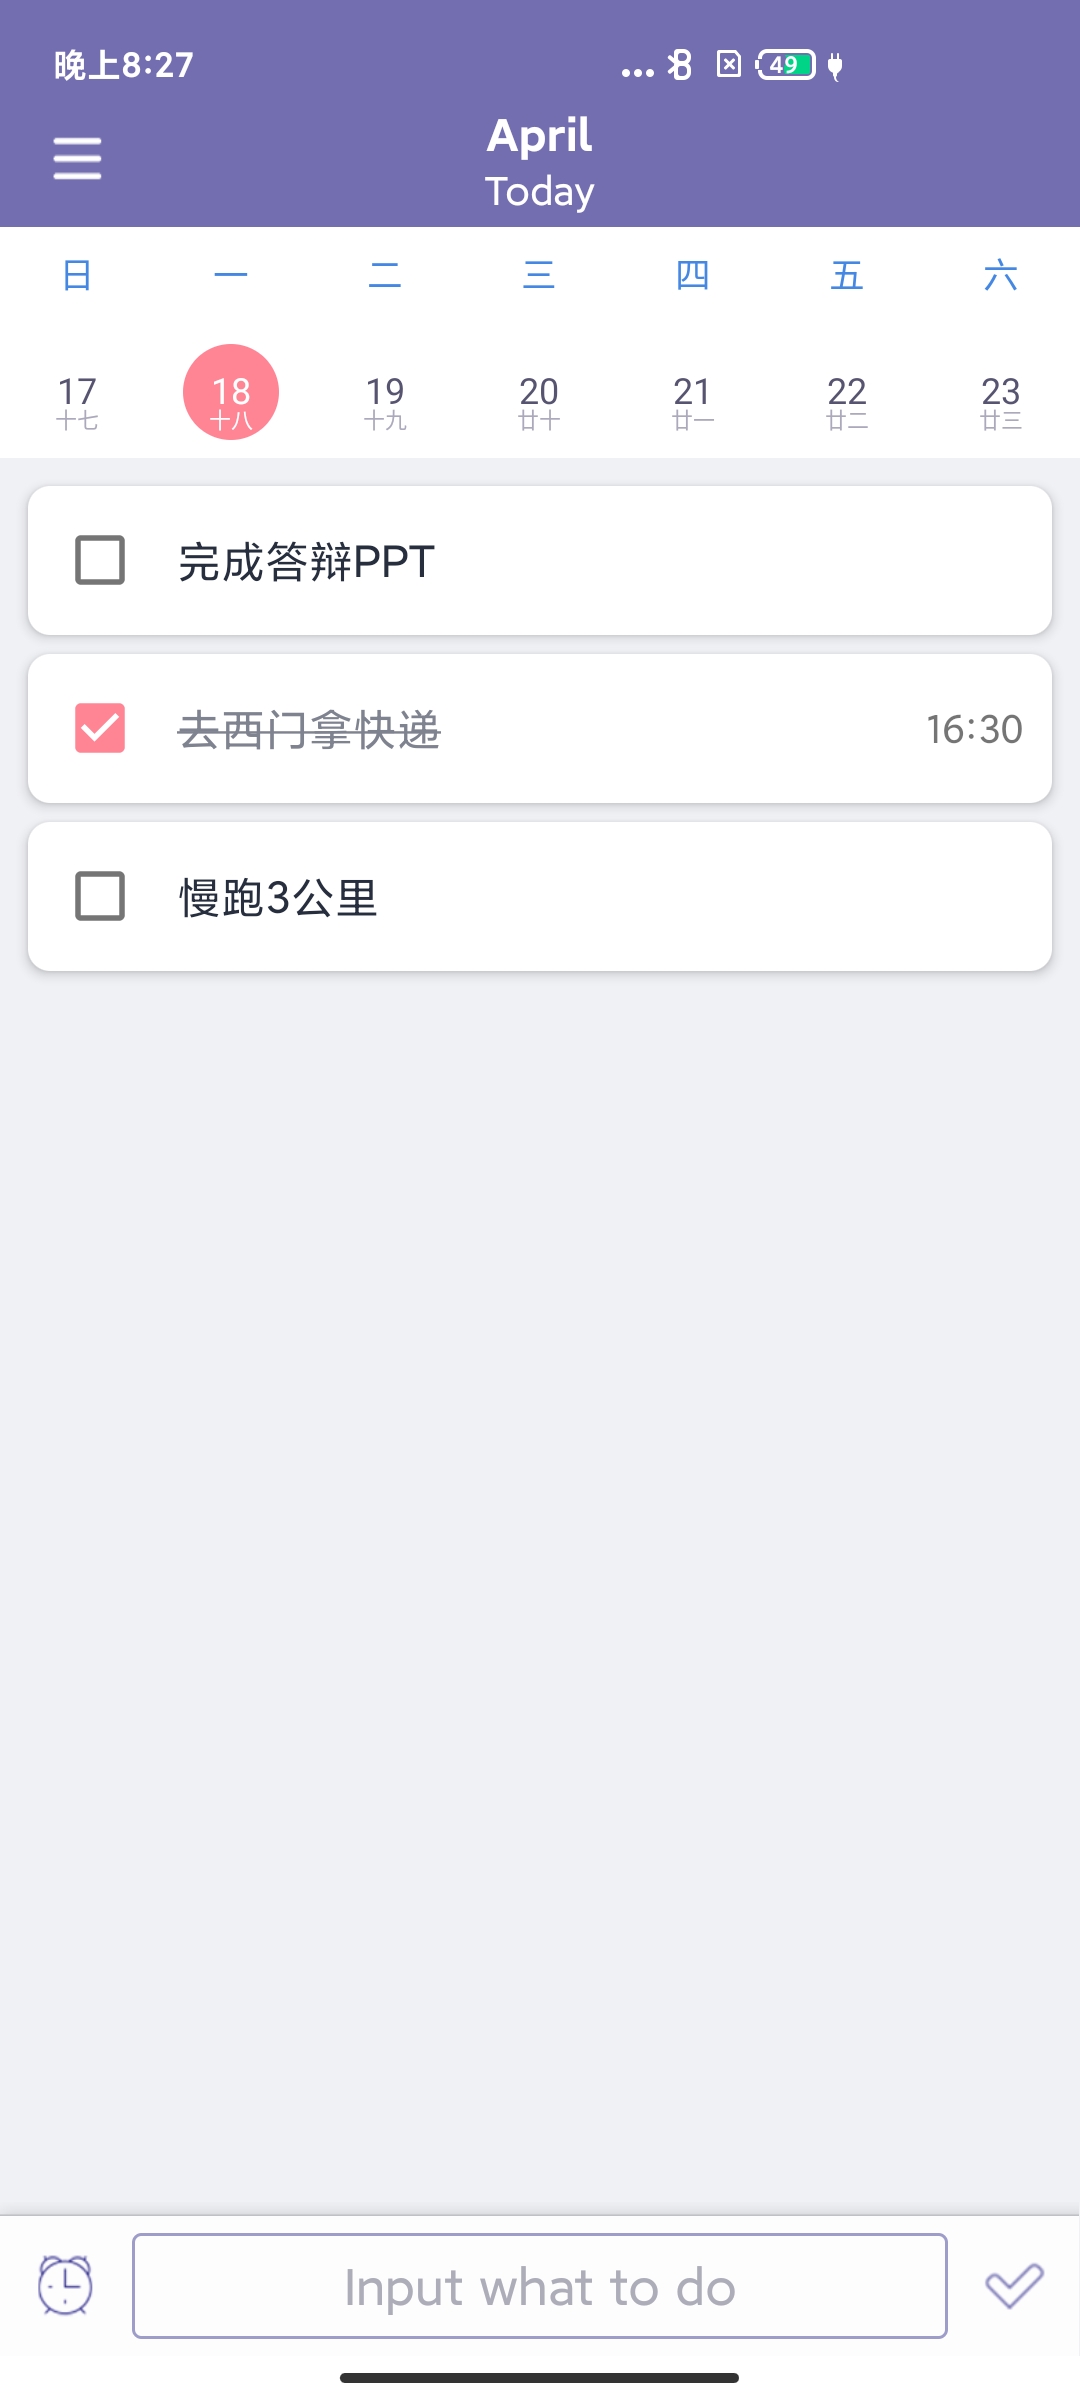 晚上8:27
49
April
Today
日 一 二 三 四 五 六
17 18 19 20 21 22 23
十七 十八 十九 廿十 廿一 廿二 廿三
完成答辩PPT
去西门拿快递 16:30
慢跑3公里
Input what to do